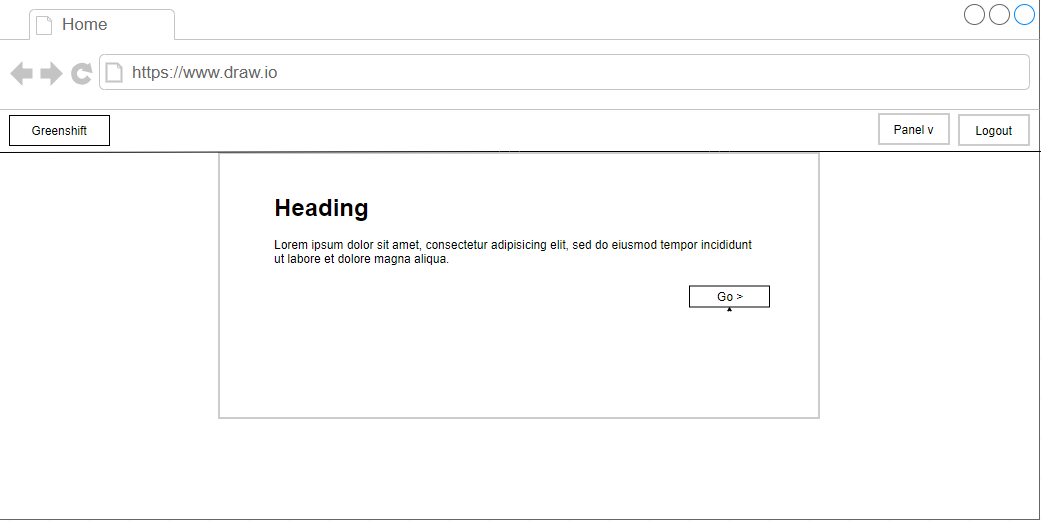 Home
https://www.draw.io
Greenshift
Panel v
Logout
Heading
Lorem ipsum dolor sit amet, consectetur adipisicing elit, sed do eiusmod tempor incididunt
ut labore et dolore magna aliqua.
Go >